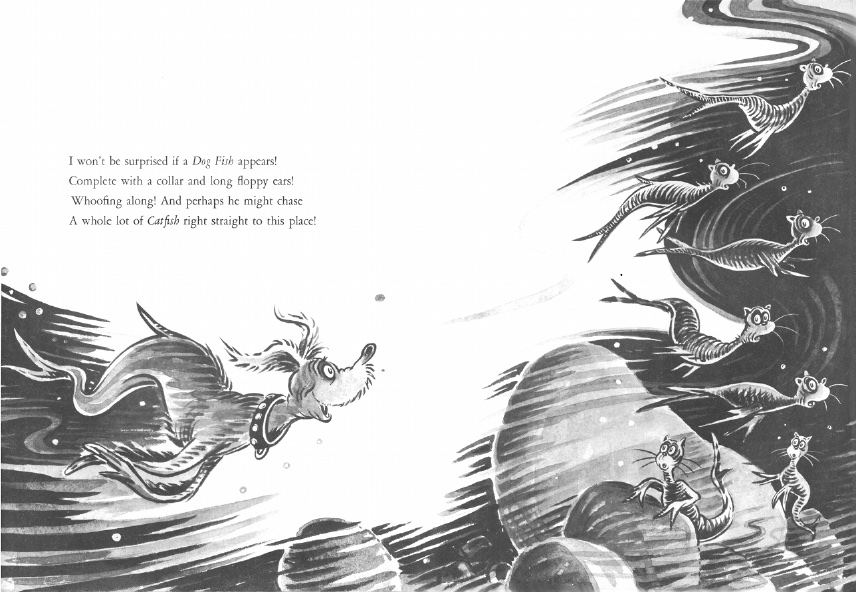 I won't be surprised if a Dog Fish appears!
Complete with a collar and long floppy ears!
Whoofing along! And perhaps he might chase
A whole lot of Catfish right straight to this place!